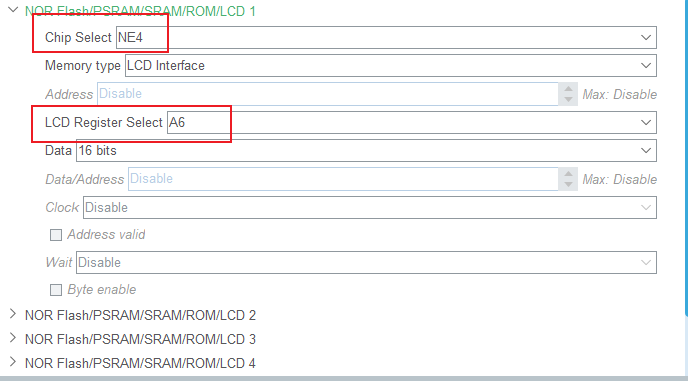 NOR Flash/PSRAM/SRAM/ROM/LCD 1
Chip Select NE4
Memory type LCD Interface
Address Disable Max: Disable
LCD Register Select A6
Data 16 bits
Data/Address Disable Max: Disable
Clock Disable
Address valid
Wait Disable
Byte enable
NOR Flash/PSRAM/SRAM/ROM/LCD 2
NOR Flash/PSRAM/SRAM/ROM/LCD 3
NOR Flash/PSRAM/SRAM/ROM/LCD 4